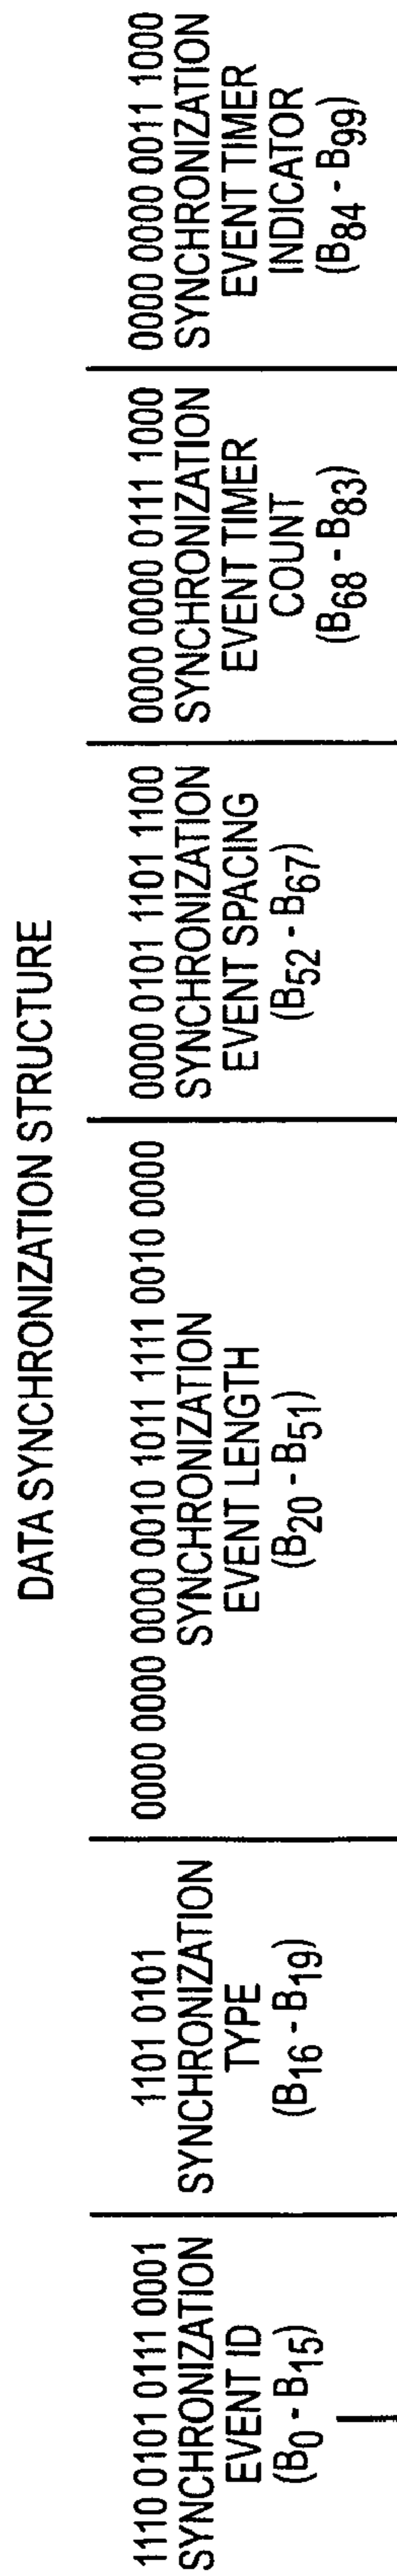 DATA SYNCHRONIZATION STRUCTURE
1110 0101 0111 0001
SYNCHRONIZATION
EVENT ID
(B0 - B15)
1101 0101
SYNCHRONIZATION
TYPE
(B16 - B19)
0000 0000 0000 0010 1011 1111 0010 0000
SYNCHRONIZATION
EVENT LENGTH
(B20 - B51)
0000 0101 1101 1100
SYNCHRONIZATION
EVENT SPACING
(B52 - B67)
0000 0000 0111 1000
SYNCHRONIZATION
EVENT TIMER
COUNT
(B68 - B83)
0000 0000 0011 1000
SYNCHRONIZATION
EVENT TIMER
INDICATOR
(B84 - B99)